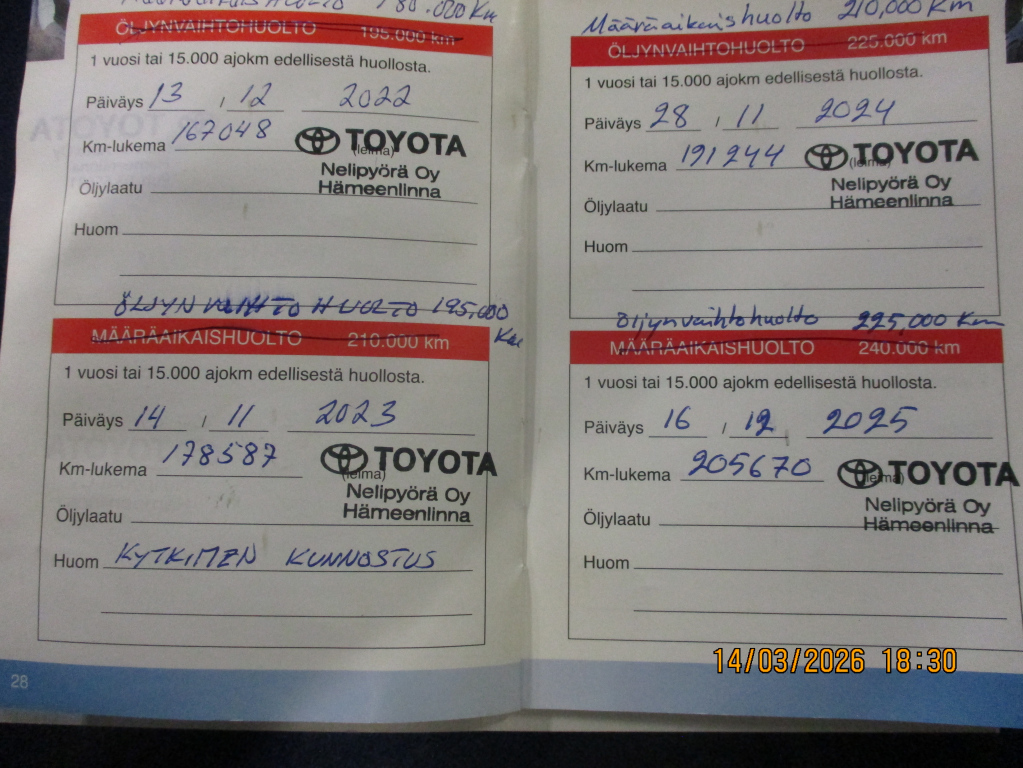 Määräaikaishuolto 180.000 Km
ÖLJYNVAIHTOHUOLTO 195.000 km
1 vuosi tai 15.000 ajokm edellisestä huollosta.
Päiväys 13 / 12 2022
Km-lukema 167048
(leima)
TOYOTA
Nelipyörä Oy
Hämeenlinna
Öljylaatu
Huom
ÖLJYN VAIHTO HUOLTO 195,000 Km
MÄÄRÄAIKAISHUOLTO 210.000 km
1 vuosi tai 15.000 ajokm edellisestä huollosta.
Päiväys 14 / 11 2023
Km-lukema 178587
(leima)
TOYOTA
Nelipyörä Oy
Hämeenlinna
Öljylaatu
Huom KYTKIMEN KUNNOSTUS
28
Määräaikaishuolto 210,000 Km
ÖLJYNVAIHTOHUOLTO 225.000 km
1 vuosi tai 15.000 ajokm edellisestä huollosta.
Päiväys 28 / 11 2024
Km-lukema 191244
(leima)
TOYOTA
Nelipyörä Oy
Hämeenlinna
Öljylaatu
Huom
Öljynvaihtohuolto 225,000 Km
MÄÄRÄAIKAISHUOLTO 240.000 km
1 vuosi tai 15.000 ajokm edellisestä huollosta.
Päiväys 16 / 12 2025
Km-lukema 205670
(leima)
TOYOTA
Nelipyörä Oy
Hämeenlinna
Öljylaatu
Huom
14/03/2026 18:30